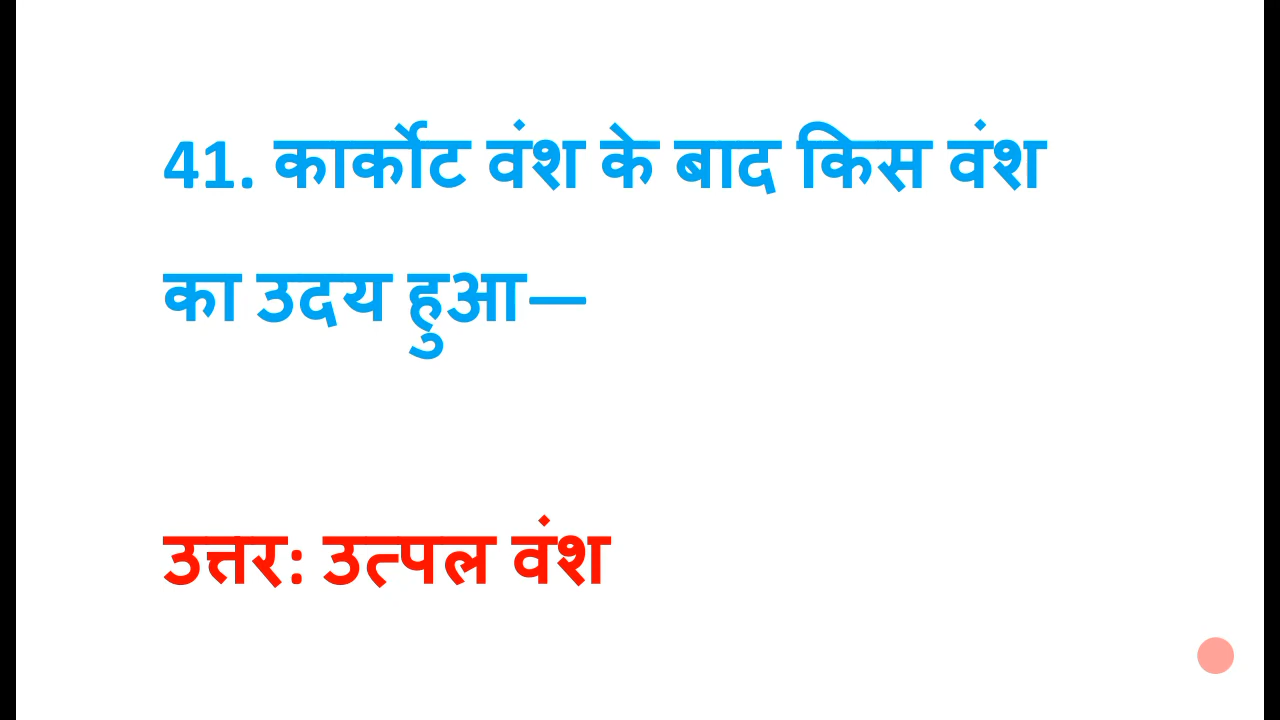 41. कार्कोट वंश के बाद किस वंश
का उदय हुआ—
उत्तर: उत्पल वंश